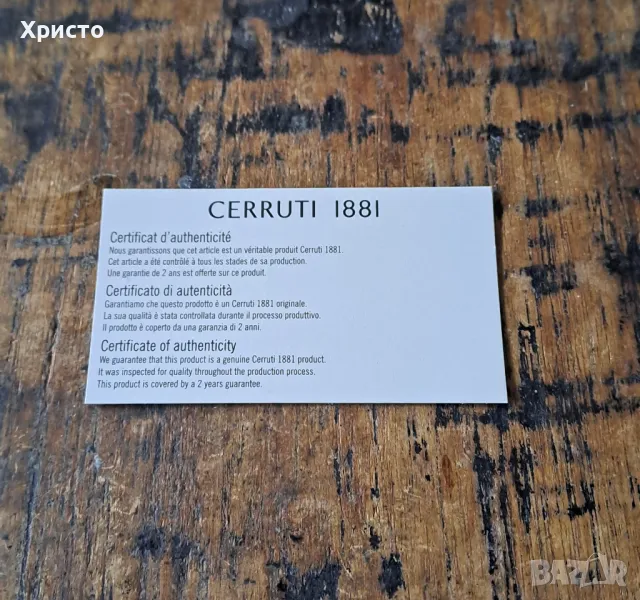 Христо
CERRUTI 1881
Certificat d'authenticité
Nous garantissons que cet article est un véritable produit Cerruti 1881.
Cet article a été contrôlé à tous les stades de sa production.
Une garantie de 2 ans est offerte sur ce produit.
Certificato di autenticità
Garantiamo che questo prodotto è un Cerruti 1881 originale.
La sua qualità è stata controllata durante il processo produttivo.
Il prodotto è coperto da una garanzia di 2 anni.
Certificate of authenticity
We guarantee that this product is a genuine Cerruti 1881 product.
It was inspected for quality throughout the production process.
This product is covered by a 2 years guarantee.
BAZAR